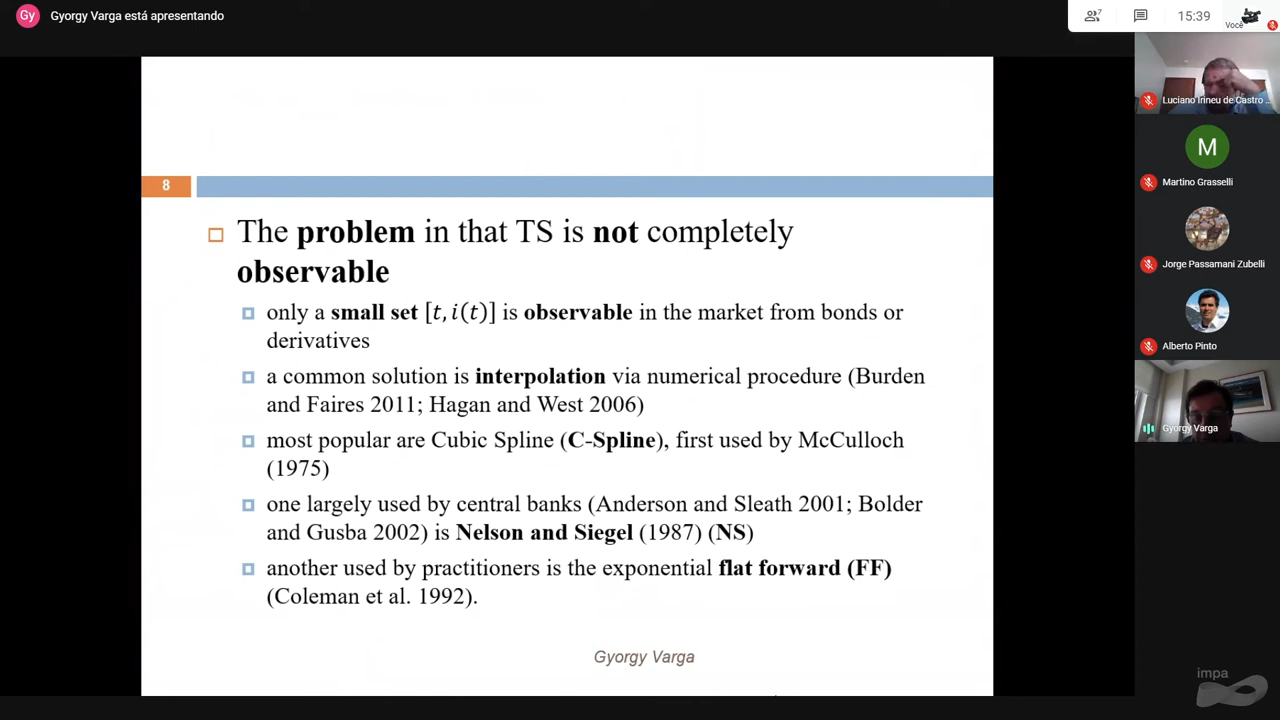 Gy
Gyorgy Varga está apresentando
7
15:39
Você
8
The problem in that TS is not completely
observable
only a small set [t, i(t)] is observable in the market from bonds or
derivatives
a common solution is interpolation via numerical procedure (Burden
and Faires 2011; Hagan and West 2006)
most popular are Cubic Spline (C-Spline), first used by McCulloch
(1975)
one largely used by central banks (Anderson and Sleath 2001; Bolder
and Gusba 2002) is Nelson and Siegel (1987) (NS)
another used by practitioners is the exponential flat forward (FF)
(Coleman et al. 1992).
Gyorgy Varga
Luciano Irineu de Castro ...
M
Martino Grasselli
Jorge Passamani Zubelli
Alberto Pinto
Gyorgy Varga
impa